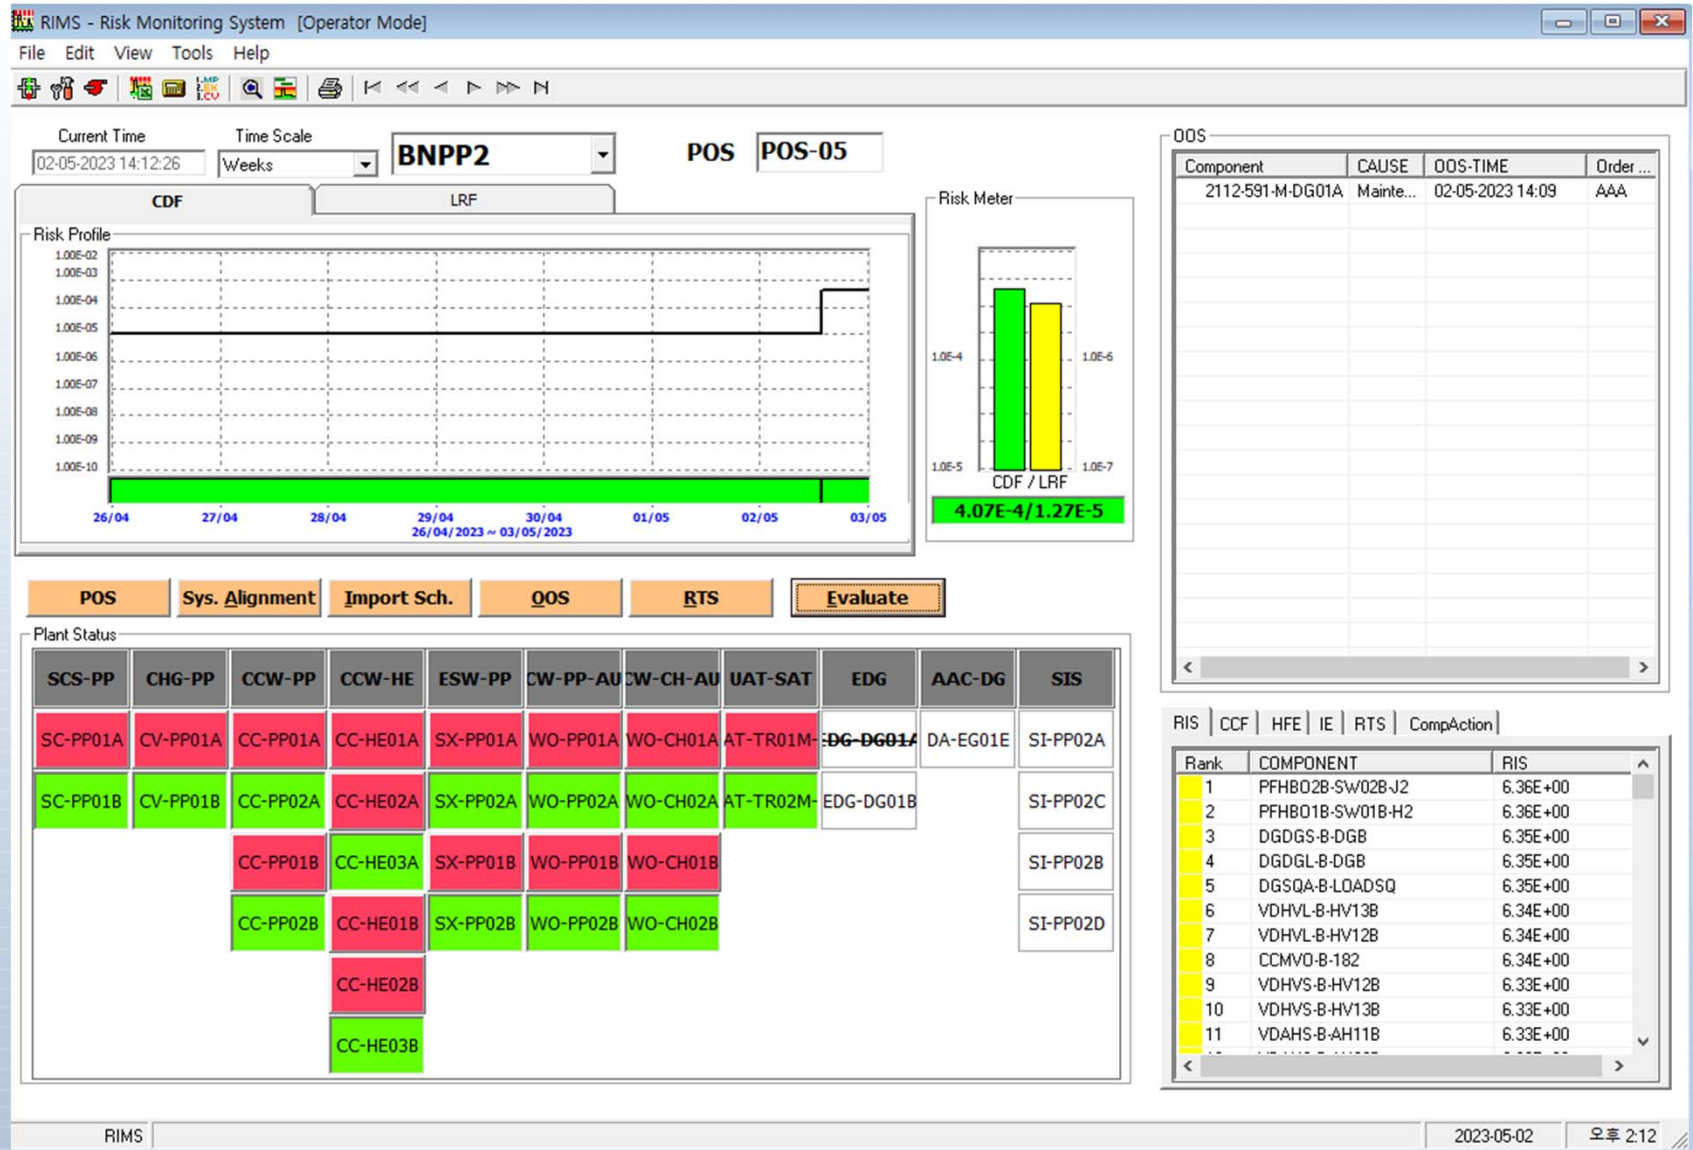 RIMS - Risk Monitoring System [Operator Mode]
File Edit View Tools Help
Current Time Time Scale
02-05-2023 14:12:26 Weeks BNPP2 POS POS-05
CDF LRF
Risk Profile
1.00E-02
1.00E-03
1.00E-04
1.00E-05
1.00E-06
1.00E-07
1.00E-08
1.00E-09
1.00E-10
26/04 27/04 28/04 29/04 30/04 01/05 02/05 03/05
26/04/2023 ~ 03/05/2023
Risk Meter
1.0E-4 1.0E-6
1.0E-5 1.0E-7
CDF / LRF
4.07E-4/1.27E-5
OOS
Component CAUSE OOS-TIME Order ...
2112-591-M-DG01A Mainte... 02-05-2023 14:09 AAA
POS Sys. Alignment Import Sch. OOS RTS Evaluate
Plant Status
SCS-PP CHG-PP CCW-PP CCW-HE ESW-PP CW-PP-AU CW-CH-AU UAT-SAT EDG AAC-DG SIS
SC-PP01A CV-PP01A CC-PP01A CC-HE01A SX-PP01A WO-PP01A WO-CH01A AT-TR01M- EDG-DG01A DA-EG01E SI-PP02A
SC-PP01B CV-PP01B CC-PP02A CC-HE02A SX-PP02A WO-PP02A WO-CH02A AT-TR02M- EDG-DG01B SI-PP02C
CC-PP01B CC-HE03A SX-PP01B WO-PP01B WO-CH01B SI-PP02B
CC-PP02B CC-HE01B SX-PP02B WO-PP02B WO-CH02B SI-PP02D
CC-HE02B
CC-HE03B
RIS CCF HFE IE RTS CompAction
Rank COMPONENT RIS
1 PFHBO2B-SW02B-J2 6.36E+00
2 PFHBO1B-SW01B-H2 6.36E+00
3 DGDGS-B-DGB 6.35E+00
4 DGDGL-B-DGB 6.35E+00
5 DGSQA-B-LOADSQ 6.35E+00
6 VDHVL-B-HV13B 6.34E+00
7 VDHVL-B-HV12B 6.34E+00
8 CCMVO-B-182 6.34E+00
9 VDHVS-B-HV12B 6.33E+00
10 VDHVS-B-HV13B 6.33E+00
11 VDAHS-B-AH11B 6.33E+00
RIMS 2023-05-02 오후 2:12